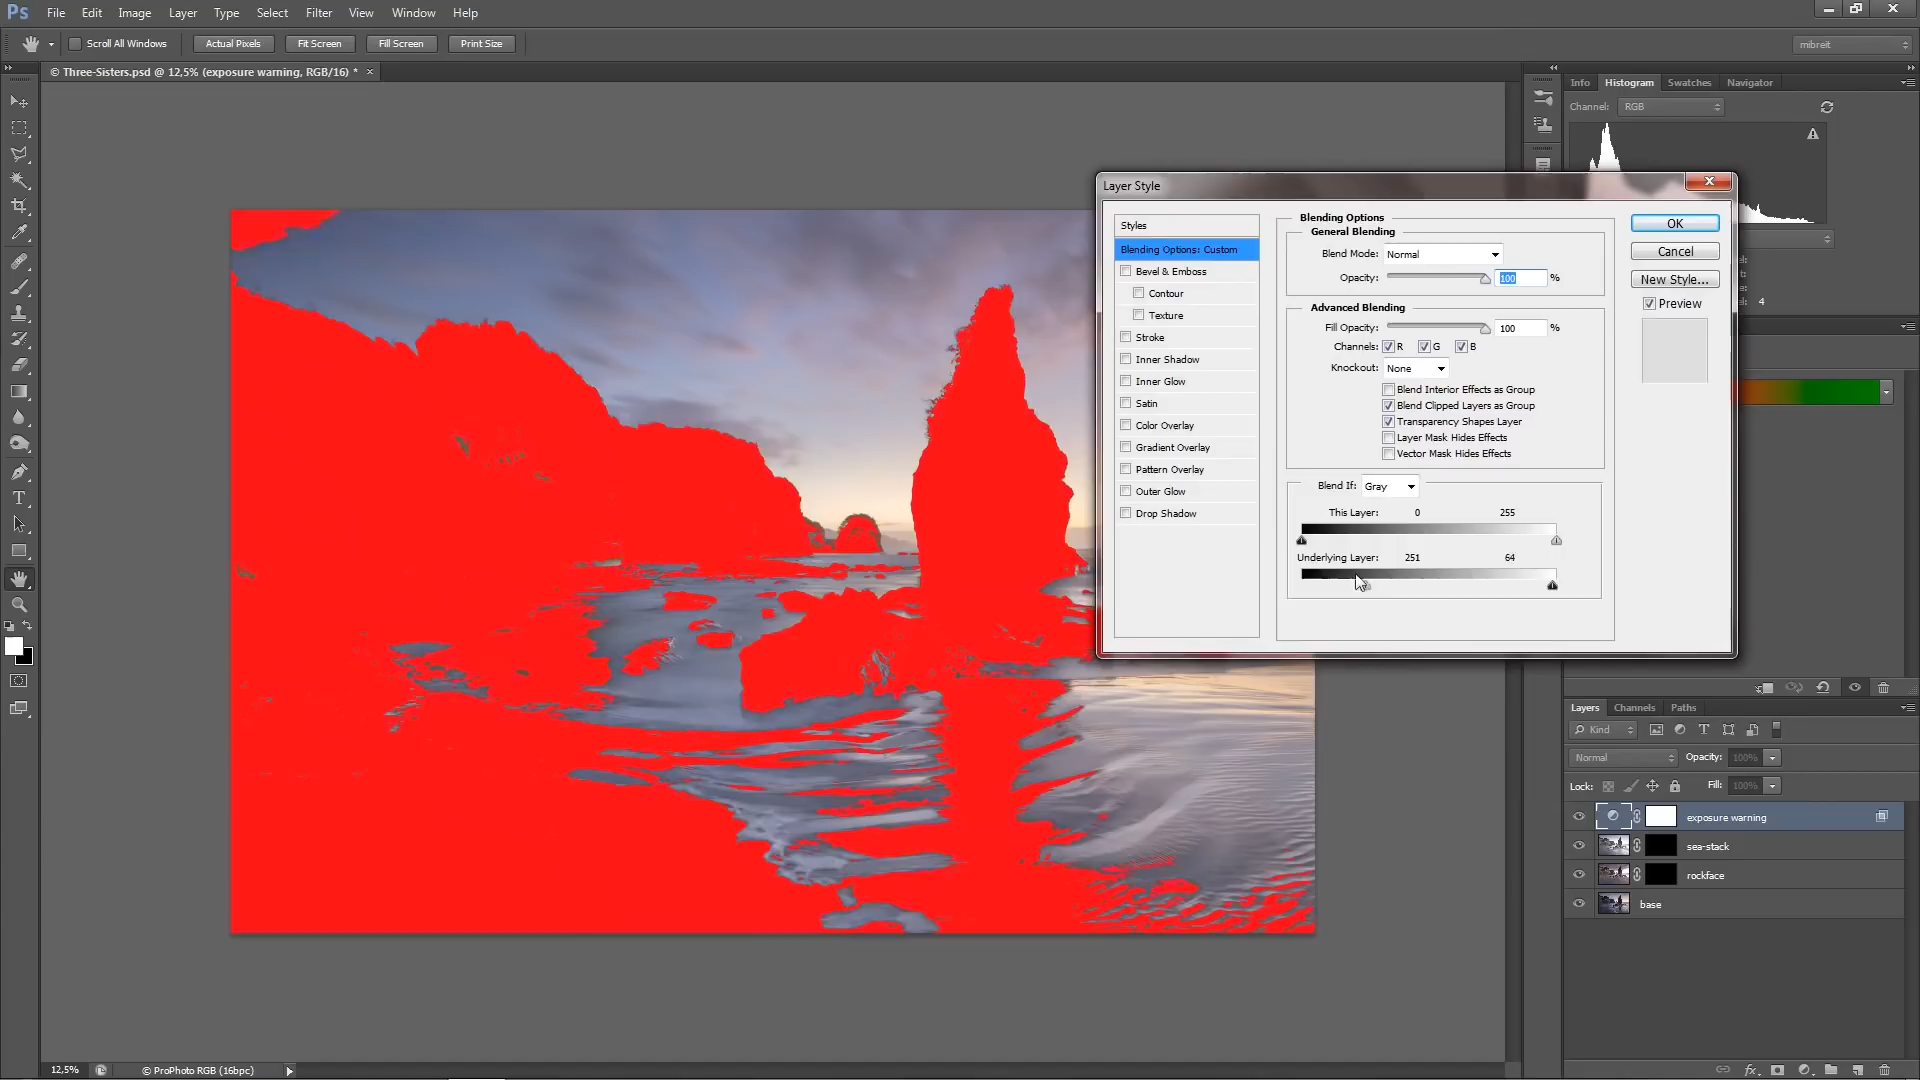 Ps File Edit Image Layer Type Select Filter View Window Help
Scroll All Windows Actual Pixels Fit Screen Fill Screen Print Size mibreit
© Three-Sisters.psd @ 12,5% (exposure warning, RGB/16) * ×
Info Histogram Swatches Navigator
Channel: RGB
Layer Style
Styles
Blending Options: Custom
Bevel & Emboss
Contour
Texture
Stroke
Inner Shadow
Inner Glow
Satin
Color Overlay
Gradient Overlay
Pattern Overlay
Outer Glow
Drop Shadow
Blending Options
General Blending
Blend Mode: Normal
Opacity: 100 %
Advanced Blending
Fill Opacity: 100 %
Channels: R G B
Knockout: None
Blend Interior Effects as Group
Blend Clipped Layers as Group
Transparency Shapes Layer
Layer Mask Hides Effects
Vector Mask Hides Effects
Blend If: Gray
This Layer: 0 255
Underlying Layer: 251 64
OK
Cancel
New Style...
Preview
4
Layers Channels Paths
Kind
Normal Opacity: 100%
Lock: Fill: 100%
exposure warning
sea-stack
rockface
base
12,5% © ProPhoto RGB (16bpc)